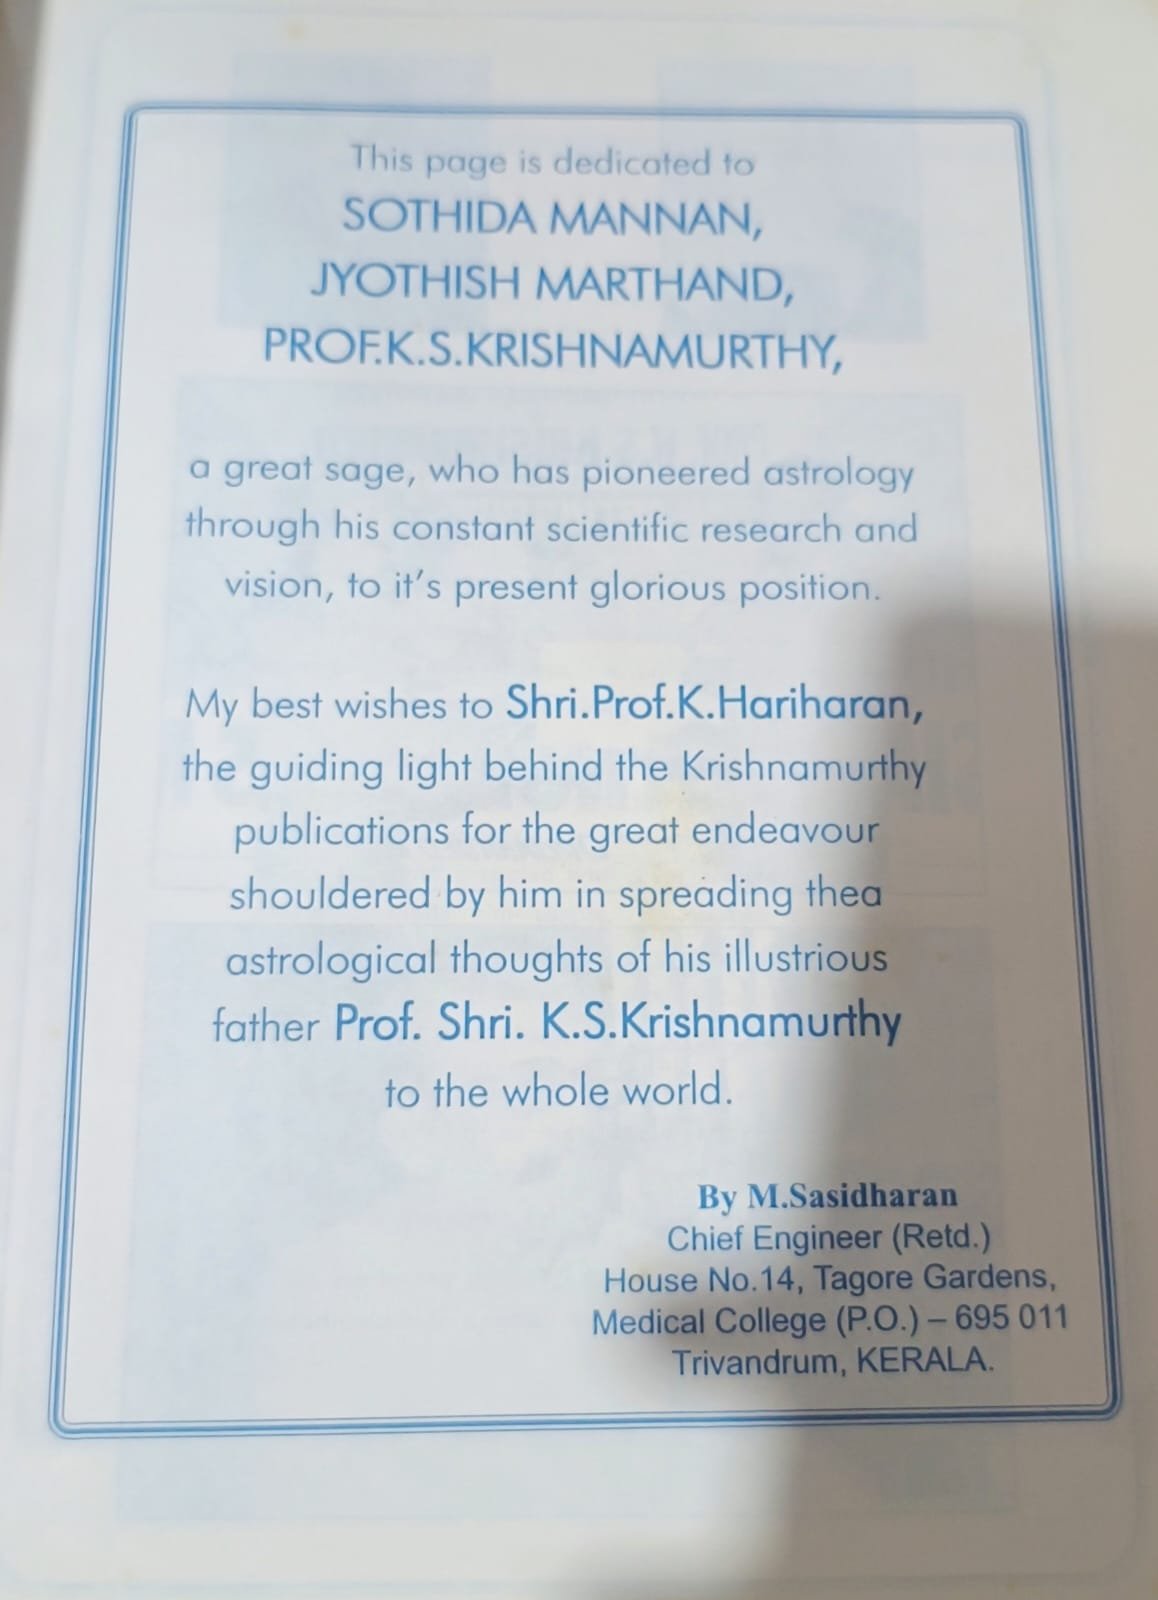 This page is dedicated to
SOTHIDA MANNAN,
JYOTHISH MARTHAND,
PROF.K.S.KRISHNAMURTHY,
a great sage, who has pioneered astrology
through his constant scientific research and
vision, to it's present glorious position.
My best wishes to Shri.Prof.K.Hariharan,
the guiding light behind the Krishnamurthy
publications for the great endeavour
shouldered by him in spreading thea
astrological thoughts of his illustrious
father Prof. Shri. K.S.Krishnamurthy
to the whole world.
By M.Sasidharan
Chief Engineer (Retd.)
House No.14, Tagore Gardens,
Medical College (P.O.) – 695 011
Trivandrum, KERALA.